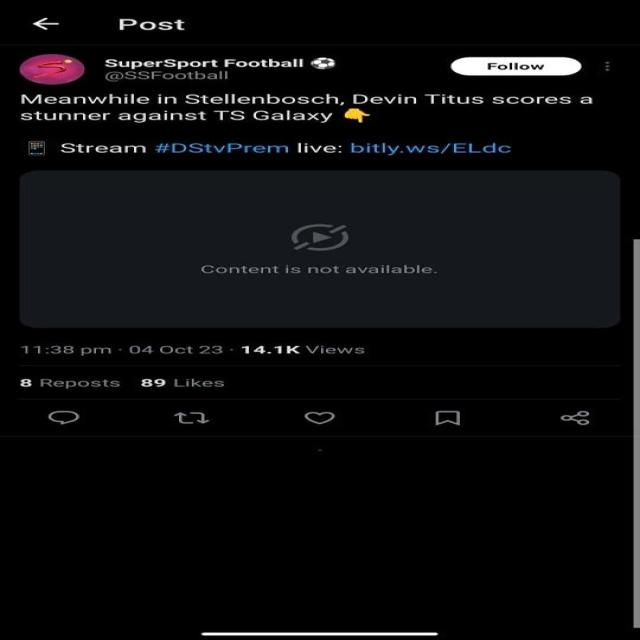 Post
SuperSport Football ⚽
@SSFootball
Follow
Meanwhile in Stellenbosch, Devin Titus scores a
stunner against TS Galaxy 👇
📱 Stream #DStvPrem live: bitly.ws/ELdc
Content is not available.
11:38 pm · 04 Oct 23 · 14.1K Views
8 Reposts 89 Likes